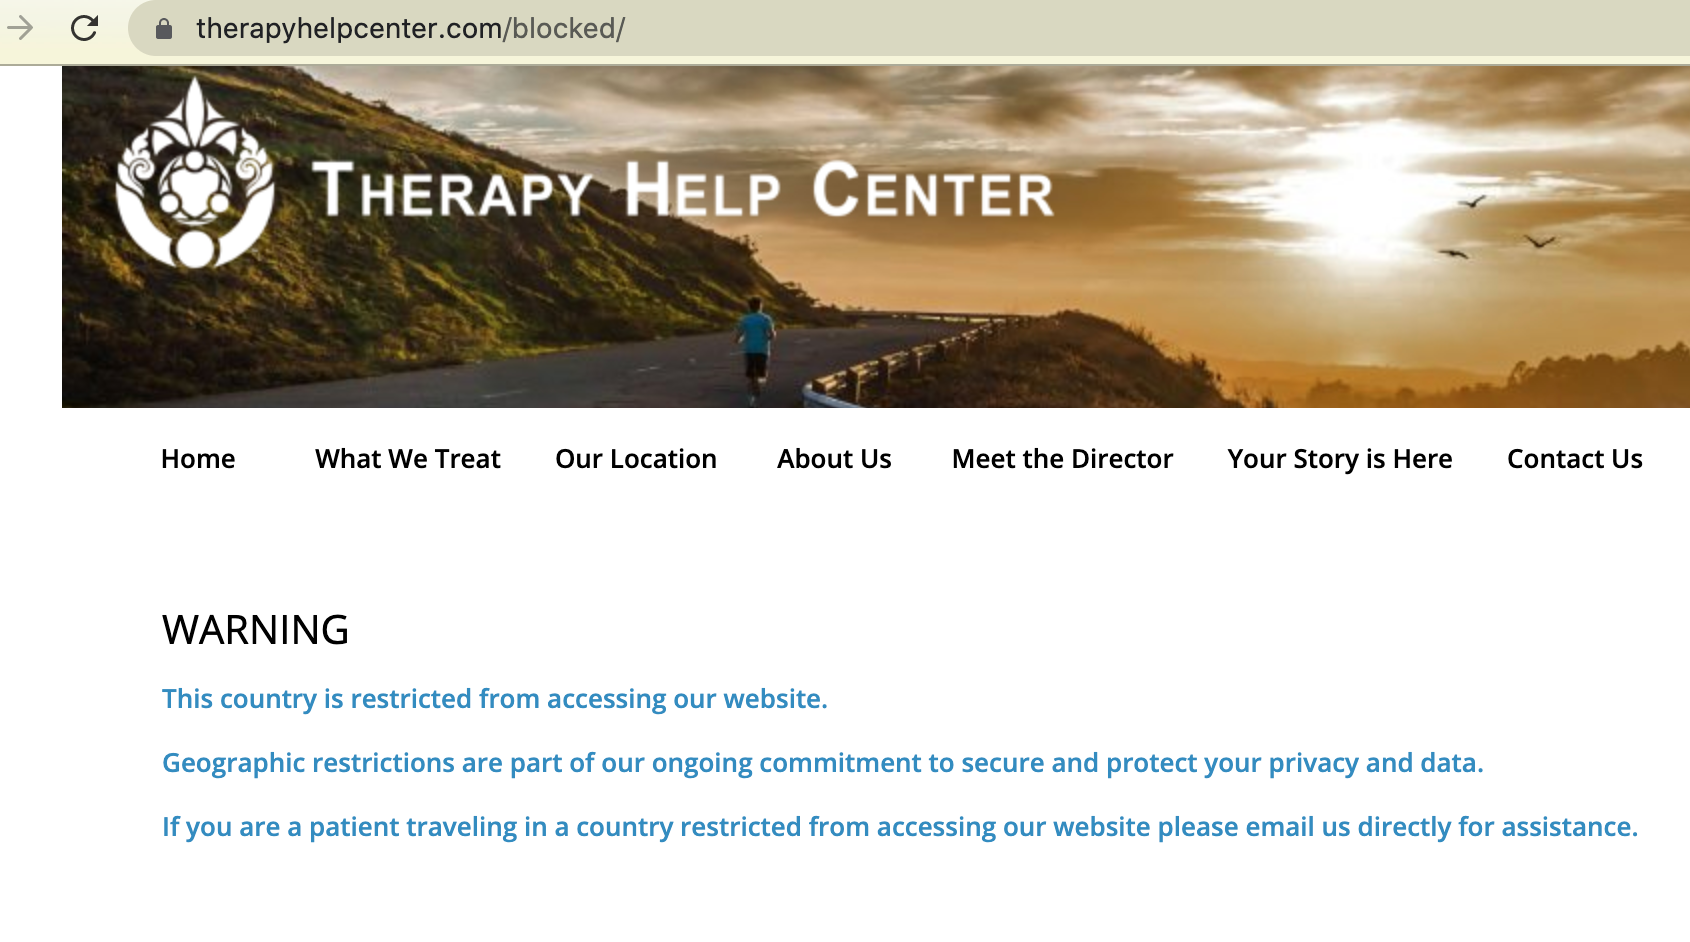 therapyhelpcenter.com/blocked/
THERAPY HELP CENTER
Home What We Treat Our Location About Us Meet the Director Your Story is Here Contact Us
WARNING
This country is restricted from accessing our website.
Geographic restrictions are part of our ongoing commitment to secure and protect your privacy and data.
If you are a patient traveling in a country restricted from accessing our website please email us directly for assistance.